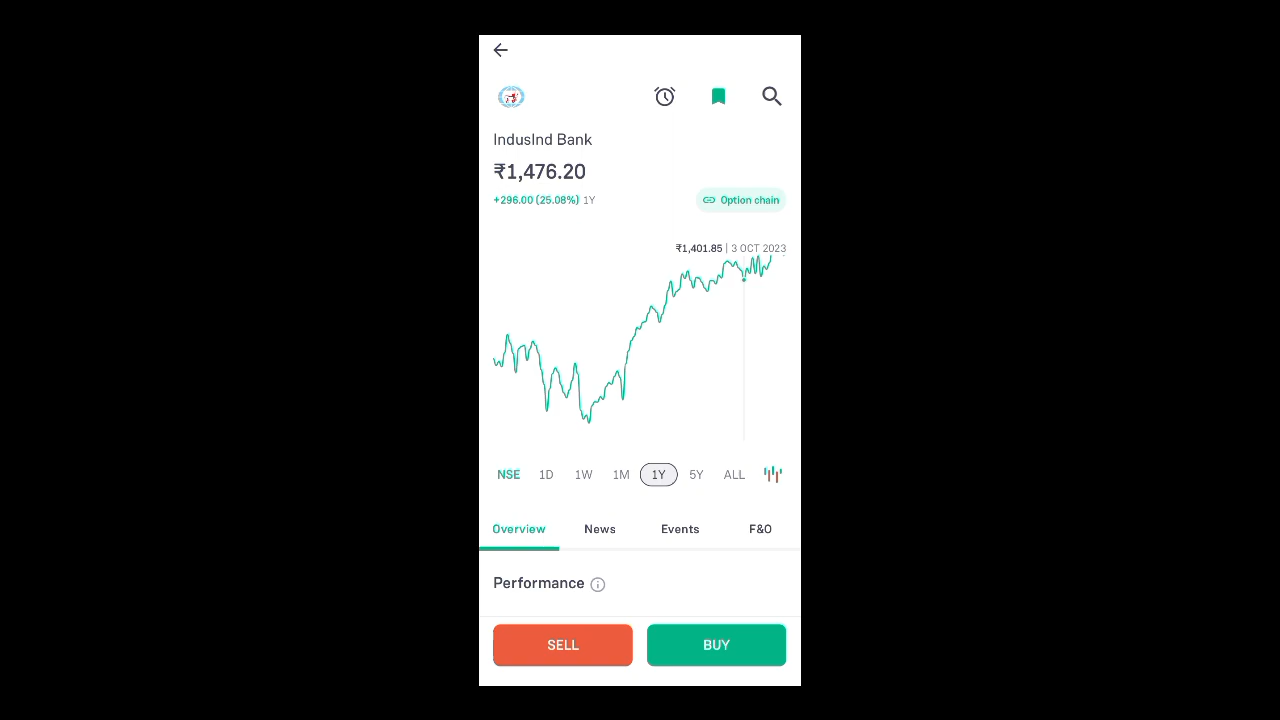 IndusInd Bank
₹1,476.20
+296.00 (25.08%) 1Y
Option chain
₹1,401.85 | 3 OCT 2023
NSE 1D 1W 1M 1Y 5Y ALL
Overview News Events F&O
Performance
SELL BUY